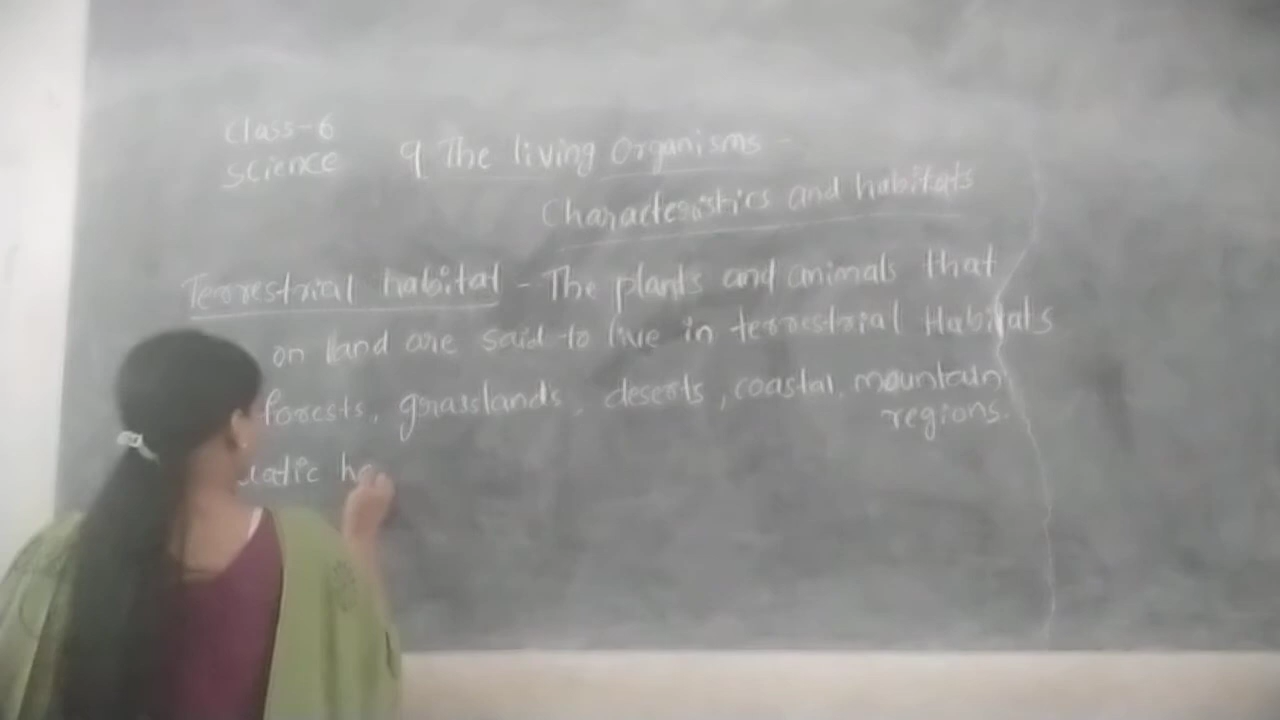 Class-6
Science
9 The living Organisms -
Characteristics and habitats
Terrestrial habitat - The plants and animals that
on land are said to live in terrestrial Habitats
forests, grasslands, deserts, coastal, mountain
regions.